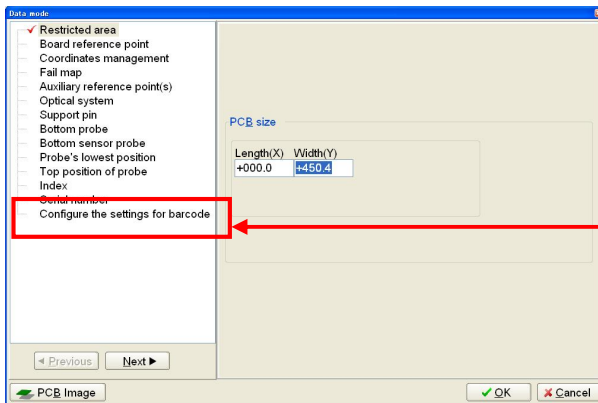 Data mode
Restricted area
Board reference point
Coordinates management
Fail map
Auxiliary reference point(s)
Optical system
Support pin
Bottom probe
Bottom sensor probe
Probe's lowest position
Top position of probe
Index
Serial number
Configure the settings for barcode
PCB size
Length(X) Width(Y)
+000.0 +450.4
Previous Next
PCB Image OK Cancel